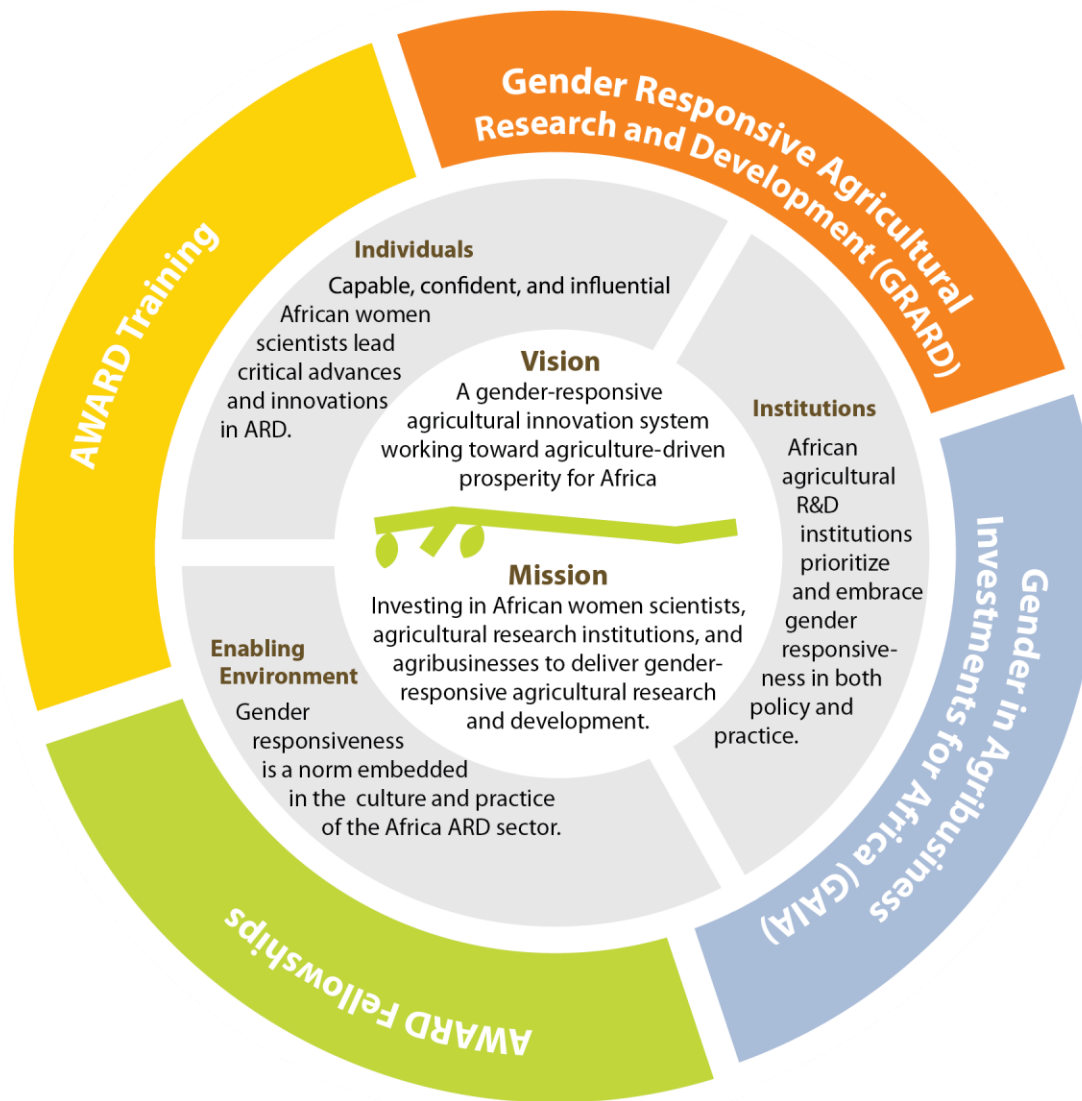 Gender Responsive Agricultural
Research and Development (GRARD)
Gender in Agribusiness
Investments for Africa (GAIA)
AWARD Fellowships
AWARD Training
Individuals
Capable, confident, and influential
African women
scientists lead
critical advances
and innovations
in ARD.
Institutions
African
agricultural
R&D
institutions
prioritize
and embrace
gender
responsive-
ness in both
policy and
practice.
Enabling
Environment
Gender
responsiveness
is a norm embedded
in the culture and practice
of the Africa ARD sector.
Vision
A gender-responsive
agricultural innovation system
working toward agriculture-driven
prosperity for Africa
Mission
Investing in African women scientists,
agricultural research institutions, and
agribusinesses to deliver gender-
responsive agricultural research
and development.